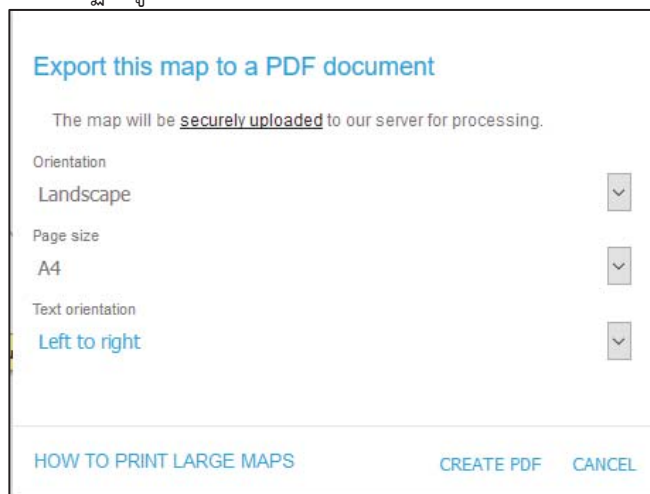 Export this map to a PDF document
The map will be securely uploaded to our server for processing.
Orientation
Landscape
Page size
A4
Text orientation
Left to right
HOW TO PRINT LARGE MAPS CREATE PDF CANCEL